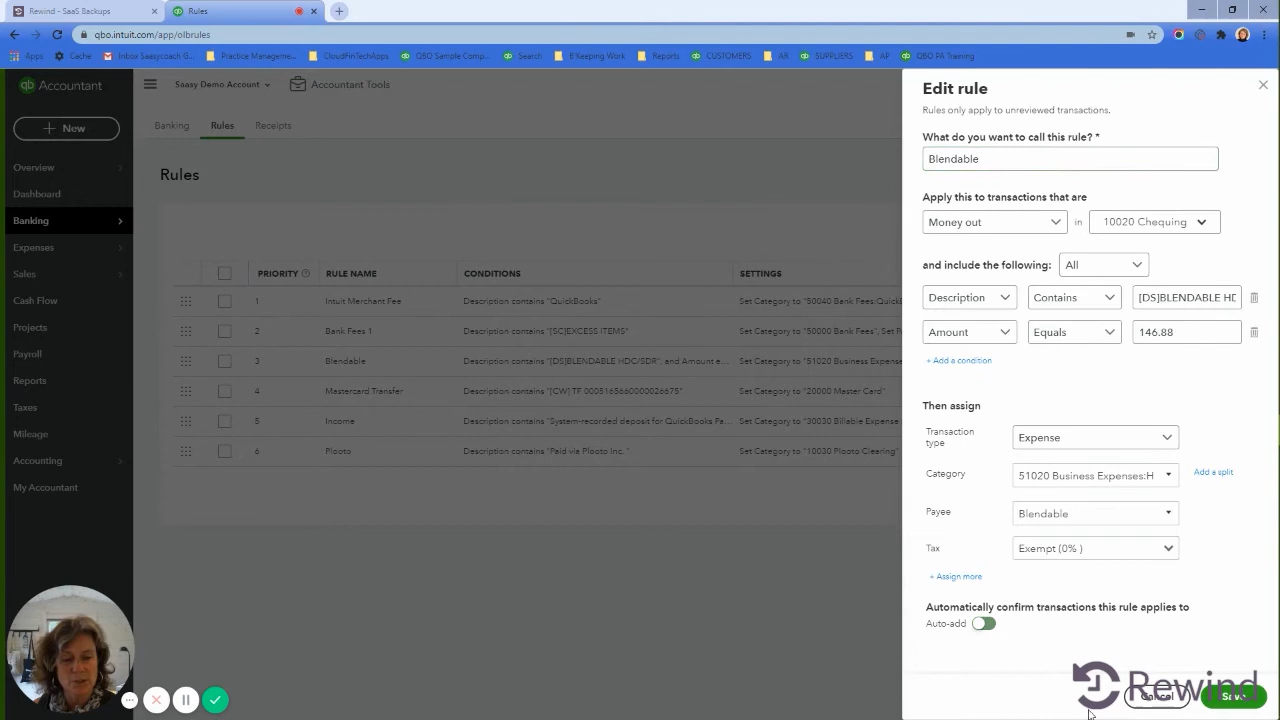 Rewind - SaaS Backups
Rules
qbo.intuit.com/app/olbrules
Apps
Cache
Practice Manageme...
CloudFinTechApps
QBO Sample Comp...
Search
B'Keeping Work
Reports
CUSTOMERS
AR
SUPPLIERS
AP
QBO PA Training
qb Accountant
Saasy Demo Account
Accountant Tools
+ New
Banking
Rules
Receipts
Overview
Dashboard
Banking
Expenses
Sales
Cash Flow
Projects
Payroll
Reports
Taxes
Mileage
Accounting
My Accountant
Rules
PRIORITY
RULE NAME
CONDITIONS
SETTINGS
1 Intuit Merchant Fee Description contains "QuickBooks" Set Category to "50040 Bank Fees:Quick
2 Bank Fees 1 Description contains "[SC]EXCESS ITEMS" Set Category to "50000 Bank Fees", Set Pa
3 Blendable Description contains "[DS]BLENDABLE HDC/SDR", and Amount e... Set Category to "51020 Business Expense
4 Mastercard Transfer Set Category to "20000 Master Card"
5 Income Description contains "System-recorded deposit for QuickBooks Pa... Set Category to "30030 Billable Expense
6 Plooto Description contains "Paid via Plooto Inc." Set Category to "10030 Plooto Clearing"
Edit rule
Rules only apply to unreviewed transactions.
What do you want to call this rule? *
Blendable
Apply this to transactions that are
Money out in 10020 Chequing
and include the following: All
Description Contains [DS]BLENDABLE HD
Amount Equals 146.88
+ Add a condition
Then assign
Transaction type
Expense
Category 51020 Business Expenses:H Add a split
Payee Blendable
Tax Exempt (0% )
+ Assign more
Automatically confirm transactions this rule applies to
Auto-add
Rewind
Cancel
Save